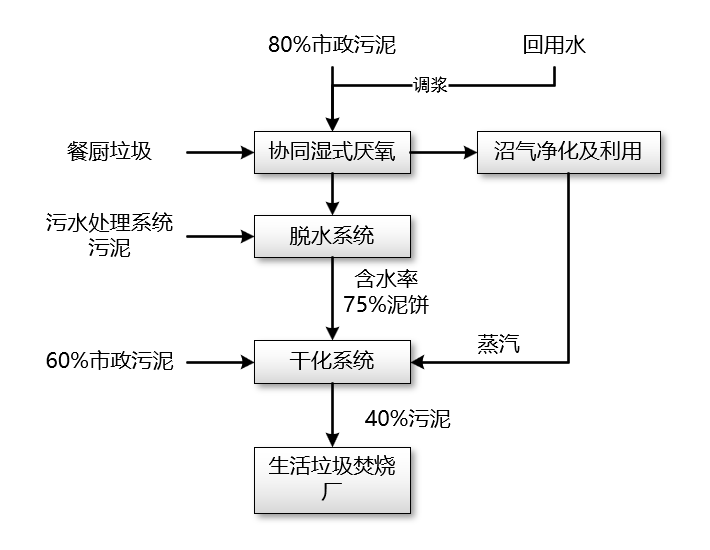 80%市政污泥
回用水
调浆
餐厨垃圾
协同湿式厌氧
沼气净化及利用
污水处理系统
污泥
脱水系统
含水率
75%泥饼
蒸汽
60%市政污泥
干化系统
40%污泥
生活垃圾焚烧
厂